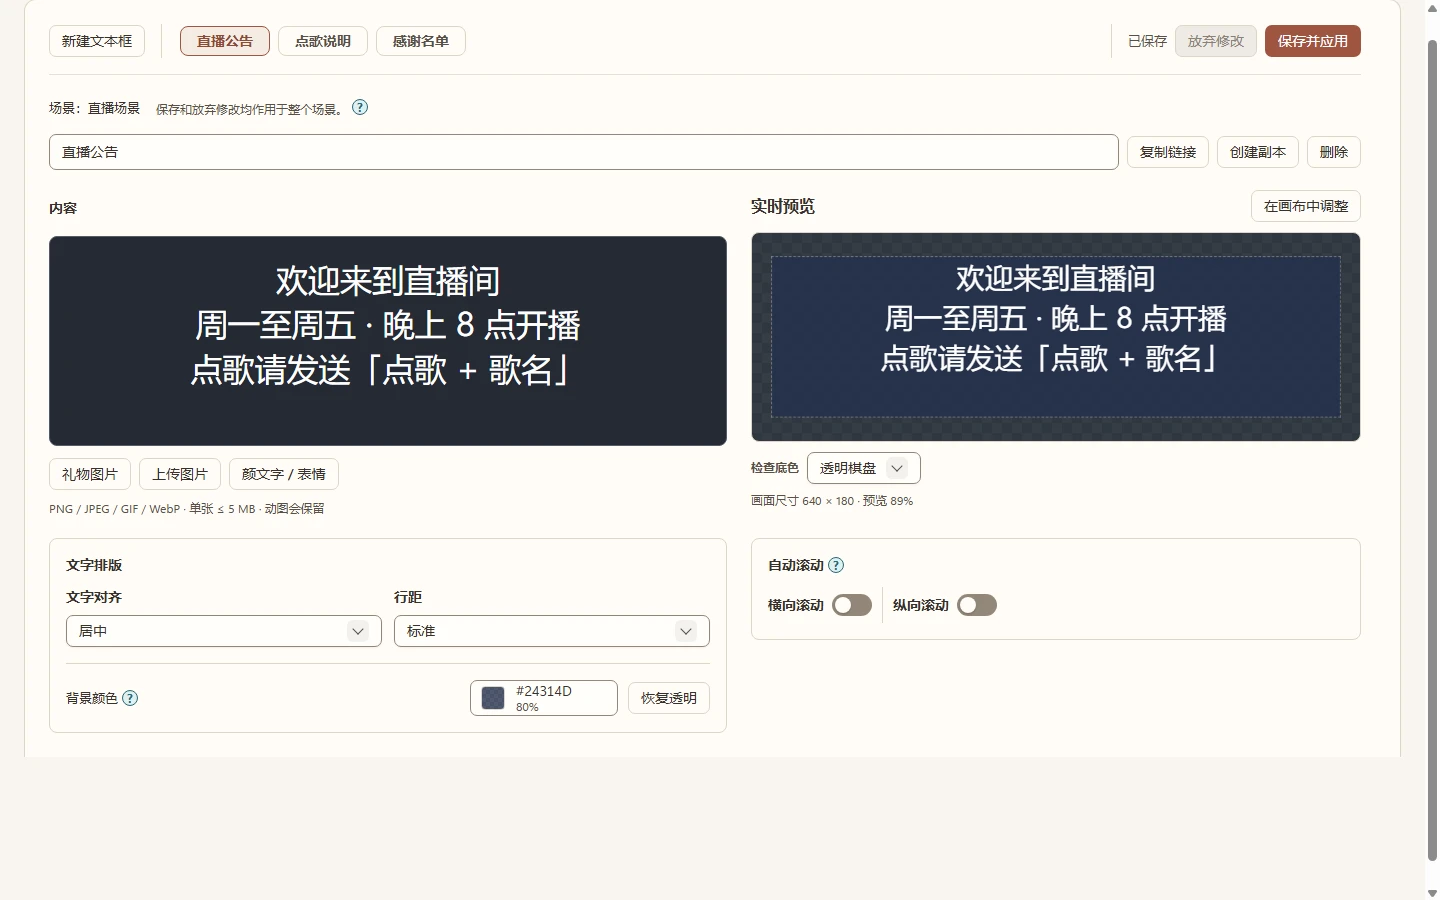 新建文本框
直播公告
点歌说明
感谢名单
已保存
放弃修改
保存并应用
场景：直播场景
保存和放弃修改均作用于整个场景。
?
直播公告
复制链接
创建副本
删除
内容
欢迎来到直播间
周一至周五 · 晚上 8 点开播
点歌请发送「点歌 + 歌名」
礼物图片
上传图片
颜文字 / 表情
PNG / JPEG / GIF / WebP · 单张 ≤ 5 MB · 动图会保留
实时预览
在画布中调整
欢迎来到直播间
周一至周五 · 晚上 8 点开播
点歌请发送「点歌 + 歌名」
检查底色
透明棋盘
画面尺寸 640 × 180 · 预览 89%
文字排版
文字对齐
行距
居中
标准
背景颜色
?
#24314D
80%
恢复透明
自动滚动
?
横向滚动
纵向滚动